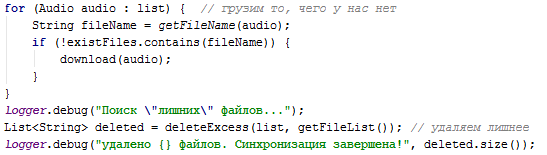 for (Audio audio : list) {  // грузим то, чего у нас нет
    String fileName = getFileName(audio);
    if (!existFiles.contains(fileName)) {
        download(audio);
    }
}
logger.debug("Поиск \"лишних\" файлов...");
List<String> deleted = deleteExcess(list, getFileList()); // удаляем лишнее
logger.debug("удалено {} файлов. Синхронизация завершена!", deleted.size());